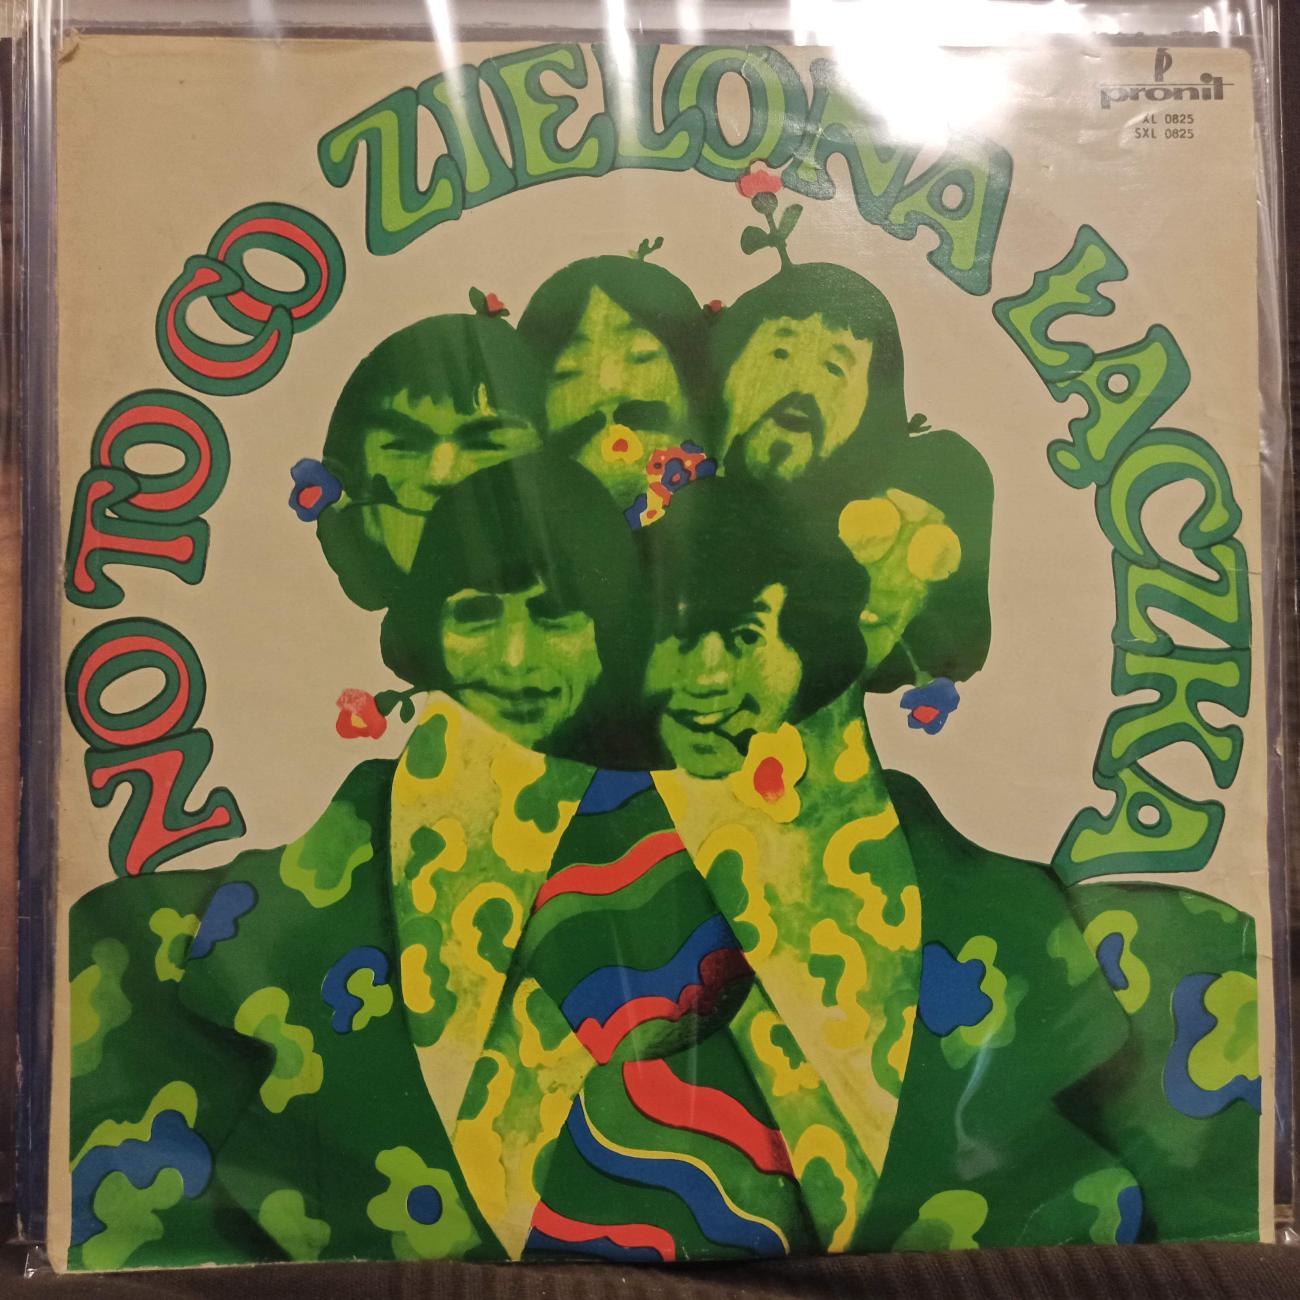 NO TO CO ZIELONA ŁĄCZKA
pronit
XL 0825
SXL 0825